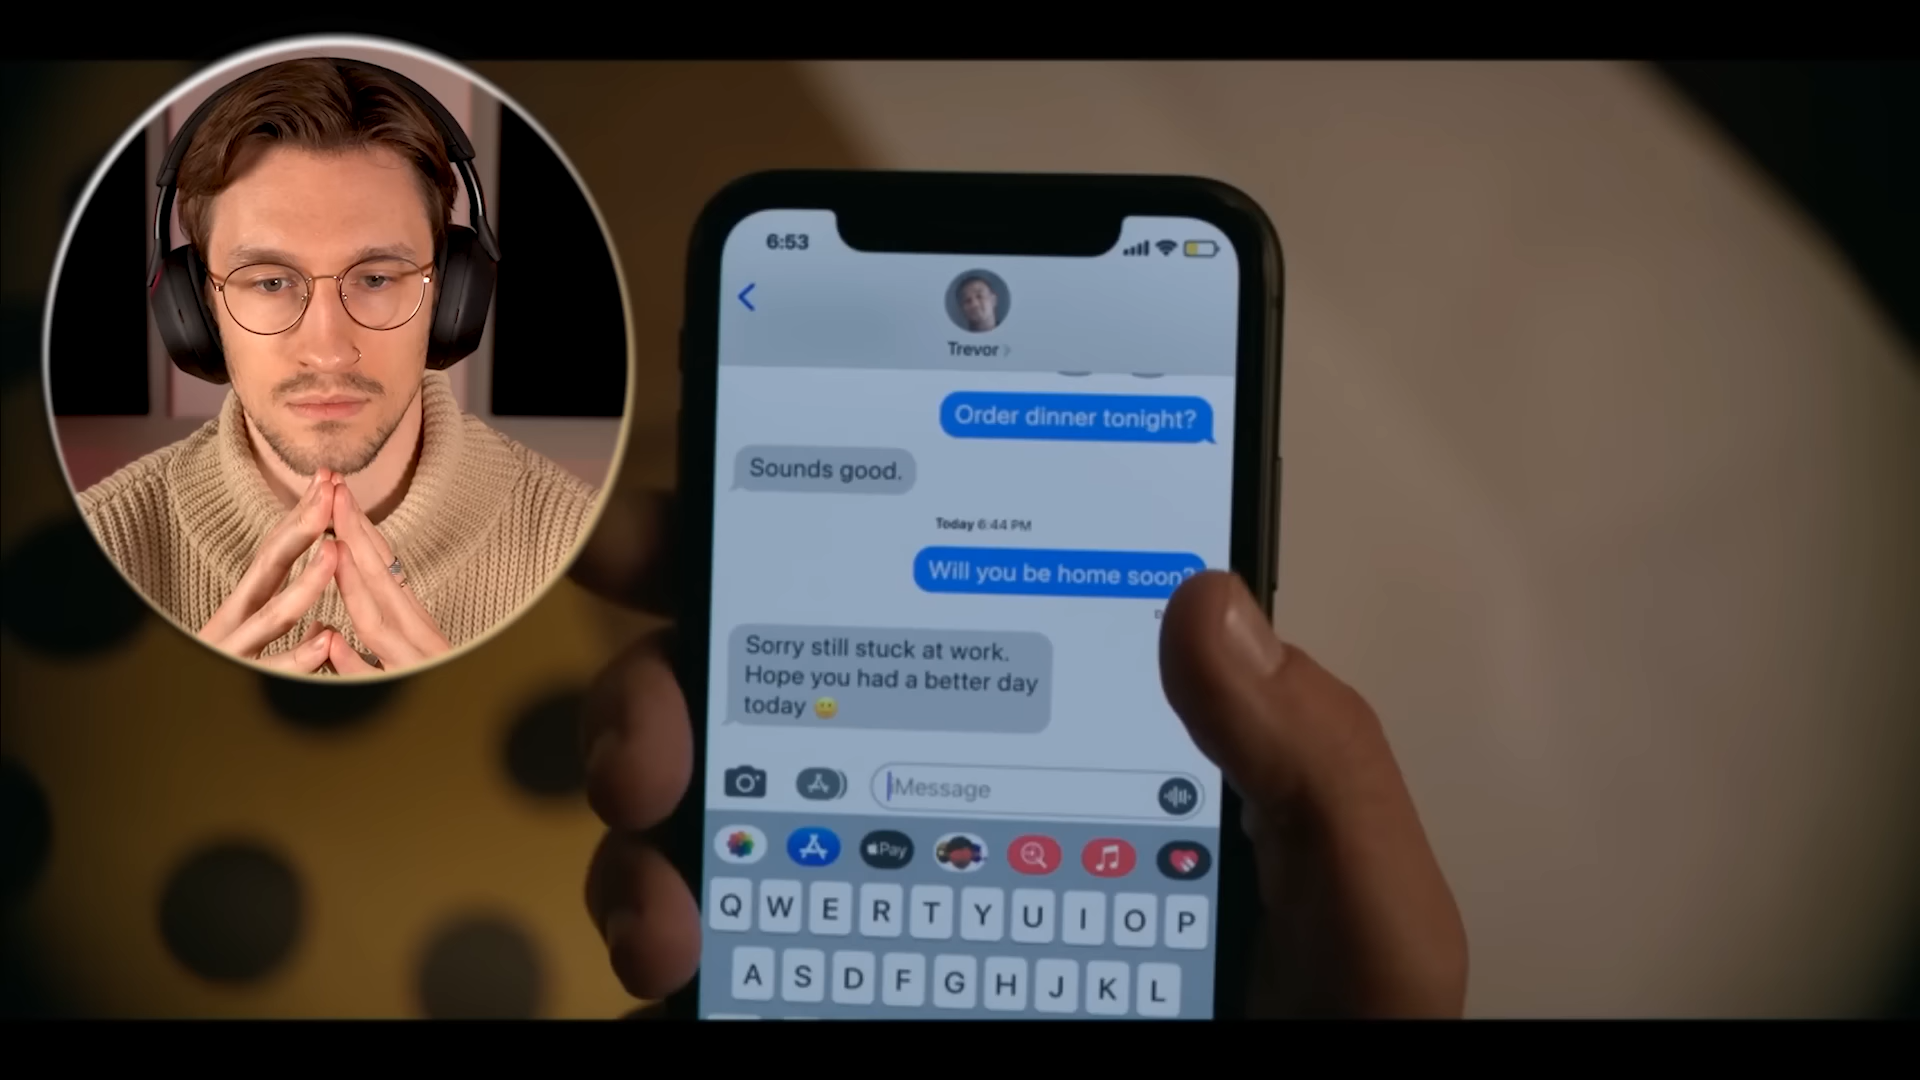 6:53
Trevor
Order dinner tonight?
Sounds good.
Today 6:44 PM
Will you be home soon?
Sorry still stuck at work.
Hope you had a better day
today 🙂
iMessage
Pay
Q W E R T Y U I O P
A S D F G H J K L